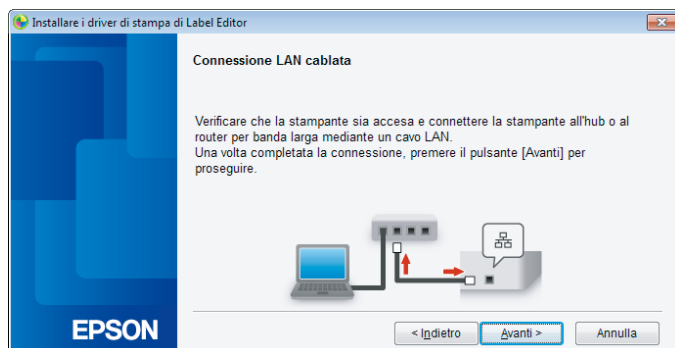 Installare i driver di stampa di Label Editor
Connessione LAN cablata
Verificare che la stampante sia accesa e connettere la stampante all'hub o al
router per banda larga mediante un cavo LAN.
Una volta completata la connessione, premere il pulsante [Avanti] per
proseguire.
EPSON
< Indietro
Avanti >
Annulla